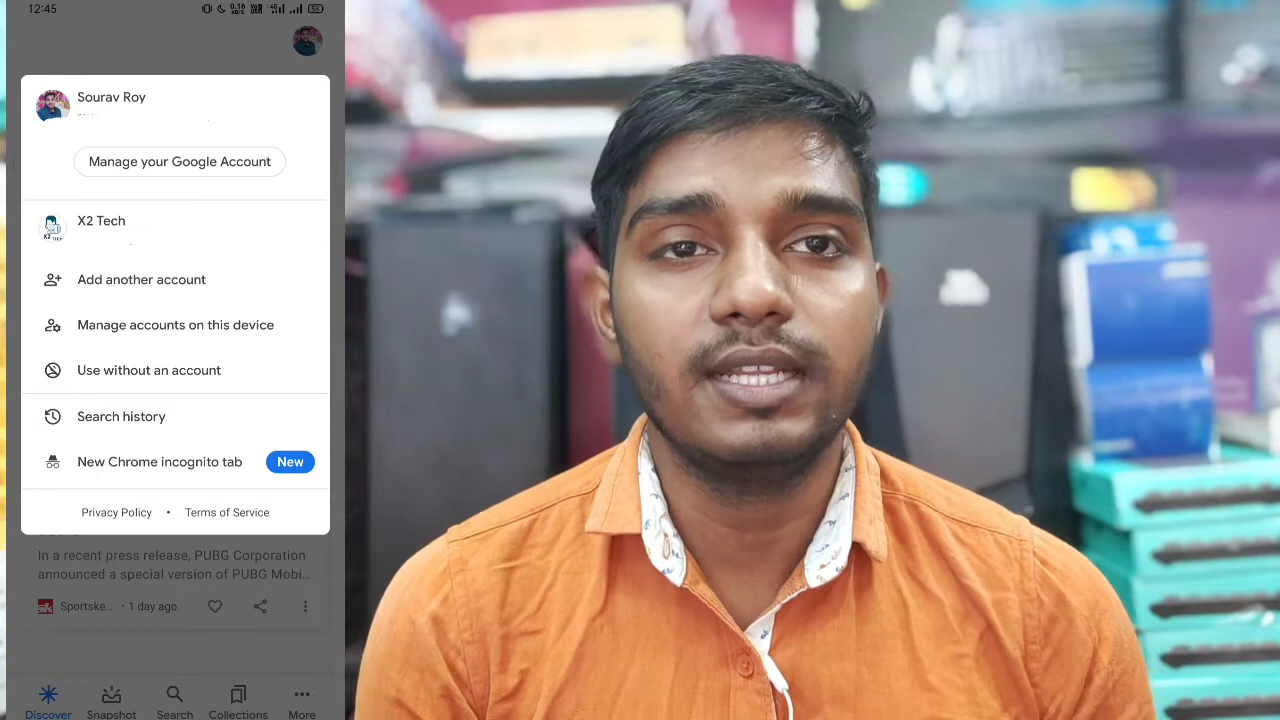 12:45
Sourav Roy
Manage your Google Account
X2 Tech
Add another account
Manage accounts on this device
Use without an account
Search history
New Chrome incognito tab New
Privacy Policy • Terms of Service
In a recent press release, PUBG Corporation
announced a special version of PUBG Mobi...
Sportske... • 1 day ago
Discover Snapshot Search Collections More